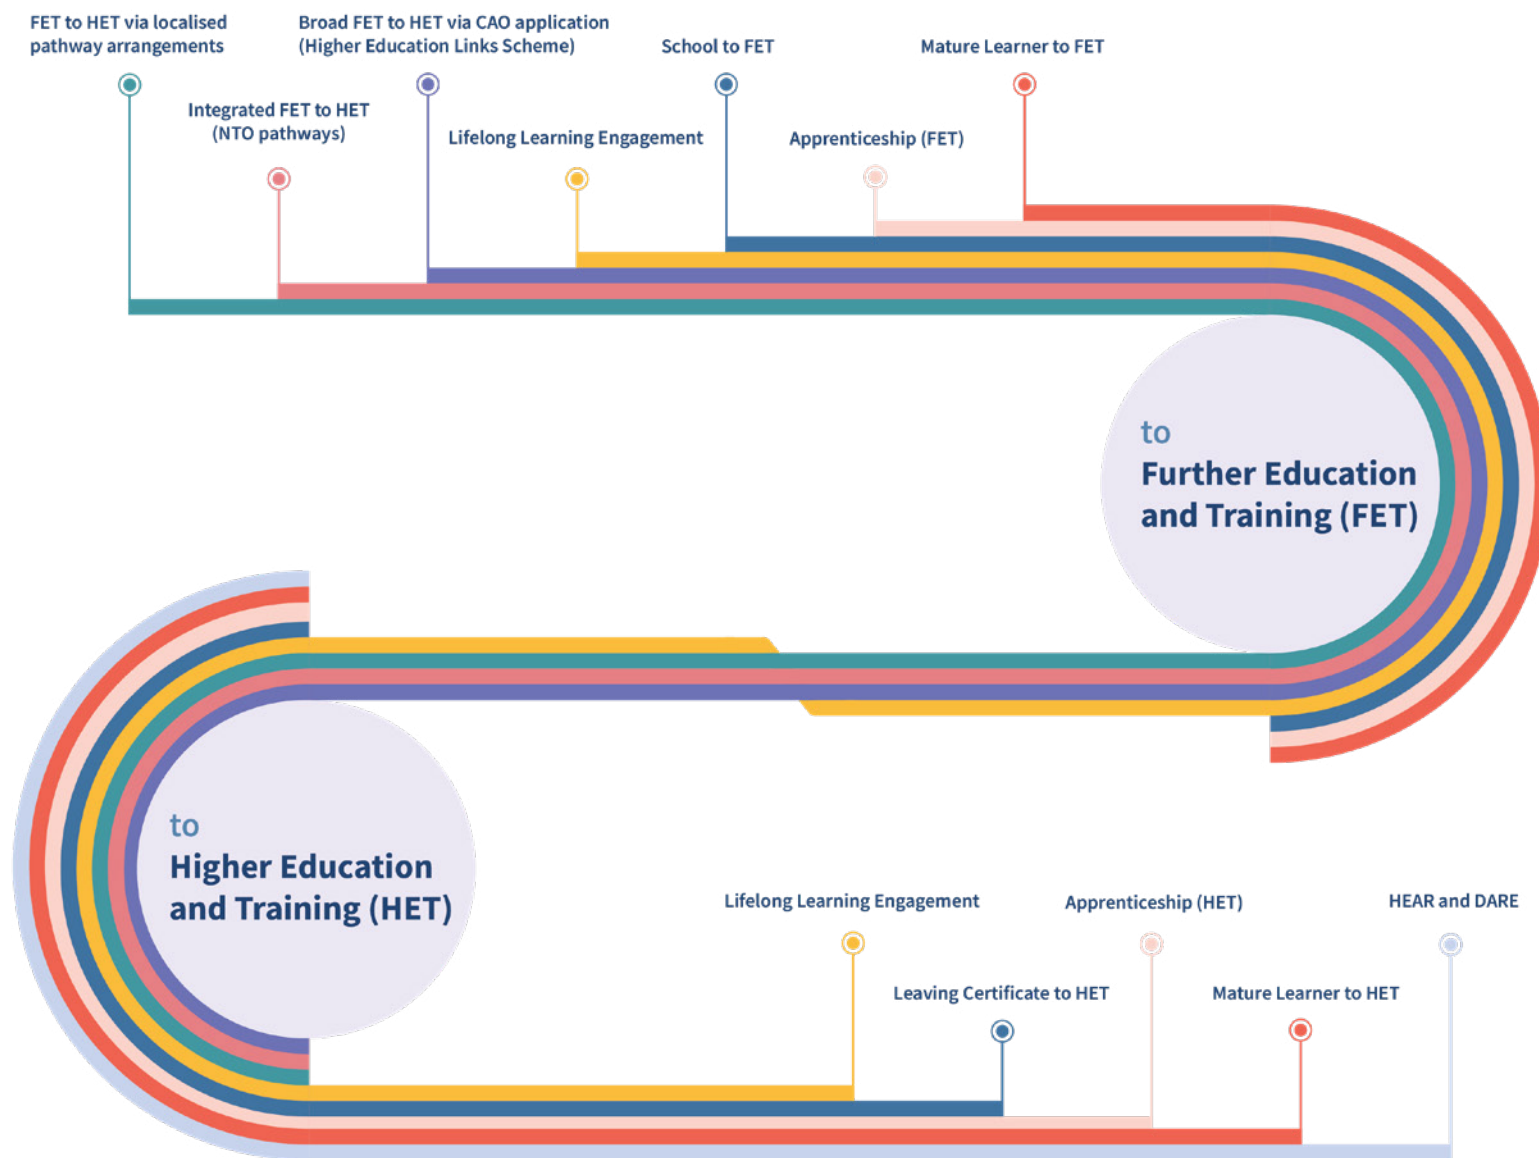 FET to HET via localised
pathway arrangements
Broad FET to HET via CAO application
(Higher Education Links Scheme)
School to FET
Mature Learner to FET
Integrated FET to HET
(NTO pathways)
Lifelong Learning Engagement
Apprenticeship (FET)
to
Further Education
and Training (FET)
to
Higher Education
and Training (HET)
Lifelong Learning Engagement
Apprenticeship (HET)
HEAR and DARE
Leaving Certificate to HET
Mature Learner to HET